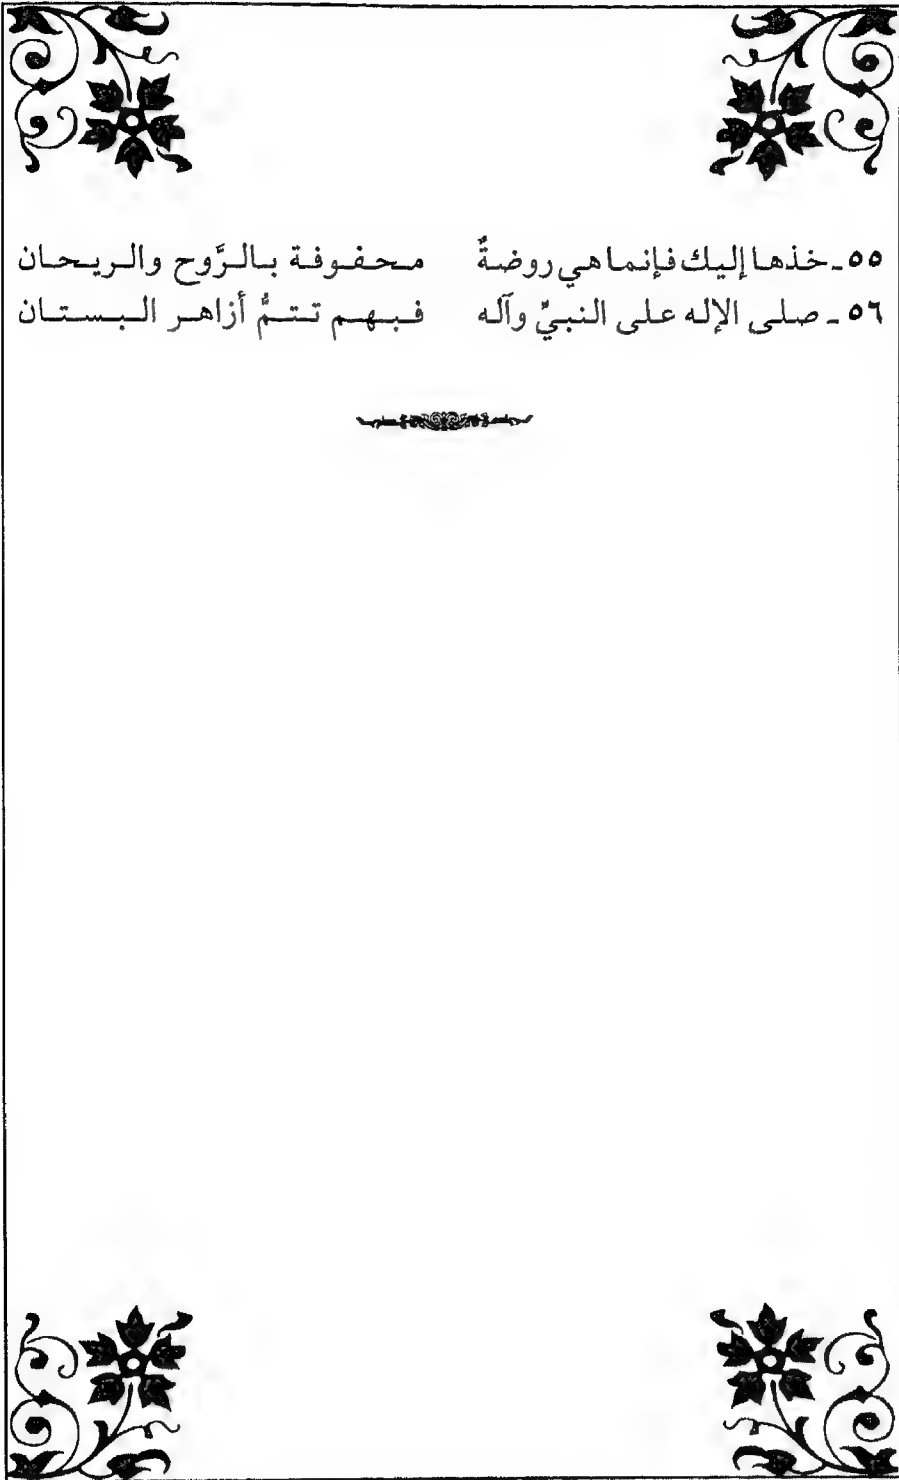 ٥٥ ـ خذها إليك فإنما هي روضةٌ محفوفة بالرَّوح والريحان
٥٦ ـ صلى الإله على النبيِّ وآله فبهم تتمُّ أزاهر البستان